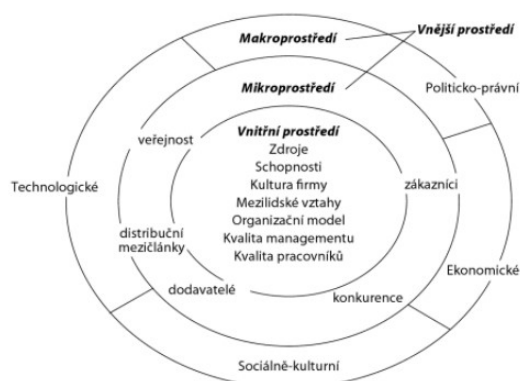 Makroprostředí
Vnější prostředí
Mikroprostředí
Politicko-právní
Vnitřní prostředí
veřejnost
Zdroje
Schopnosti
Technologické
Kultura firmy
zákazníci
Mezilidské vztahy
Organizační model
distribuční
mezičlánky
Kvalita managementu
Kvalita pracovníků
Ekonomické
dodavatelé
konkurence
Sociálně-kulturní